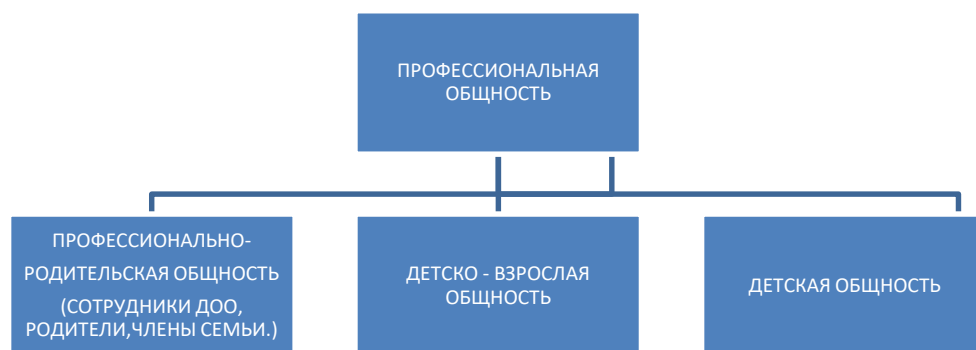 ПРОФЕССИОНАЛЬНАЯ
ОБЩНОСТЬ
ПРОФЕССИОНАЛЬНО-
РОДИТЕЛЬСКАЯ ОБЩНОСТЬ
(СОТРУДНИКИ ДОО,
РОДИТЕЛИ,ЧЛЕНЫ СЕМЬИ.)
ДЕТСКО - ВЗРОСЛАЯ
ОБЩНОСТЬ
ДЕТСКАЯ ОБЩНОСТЬ